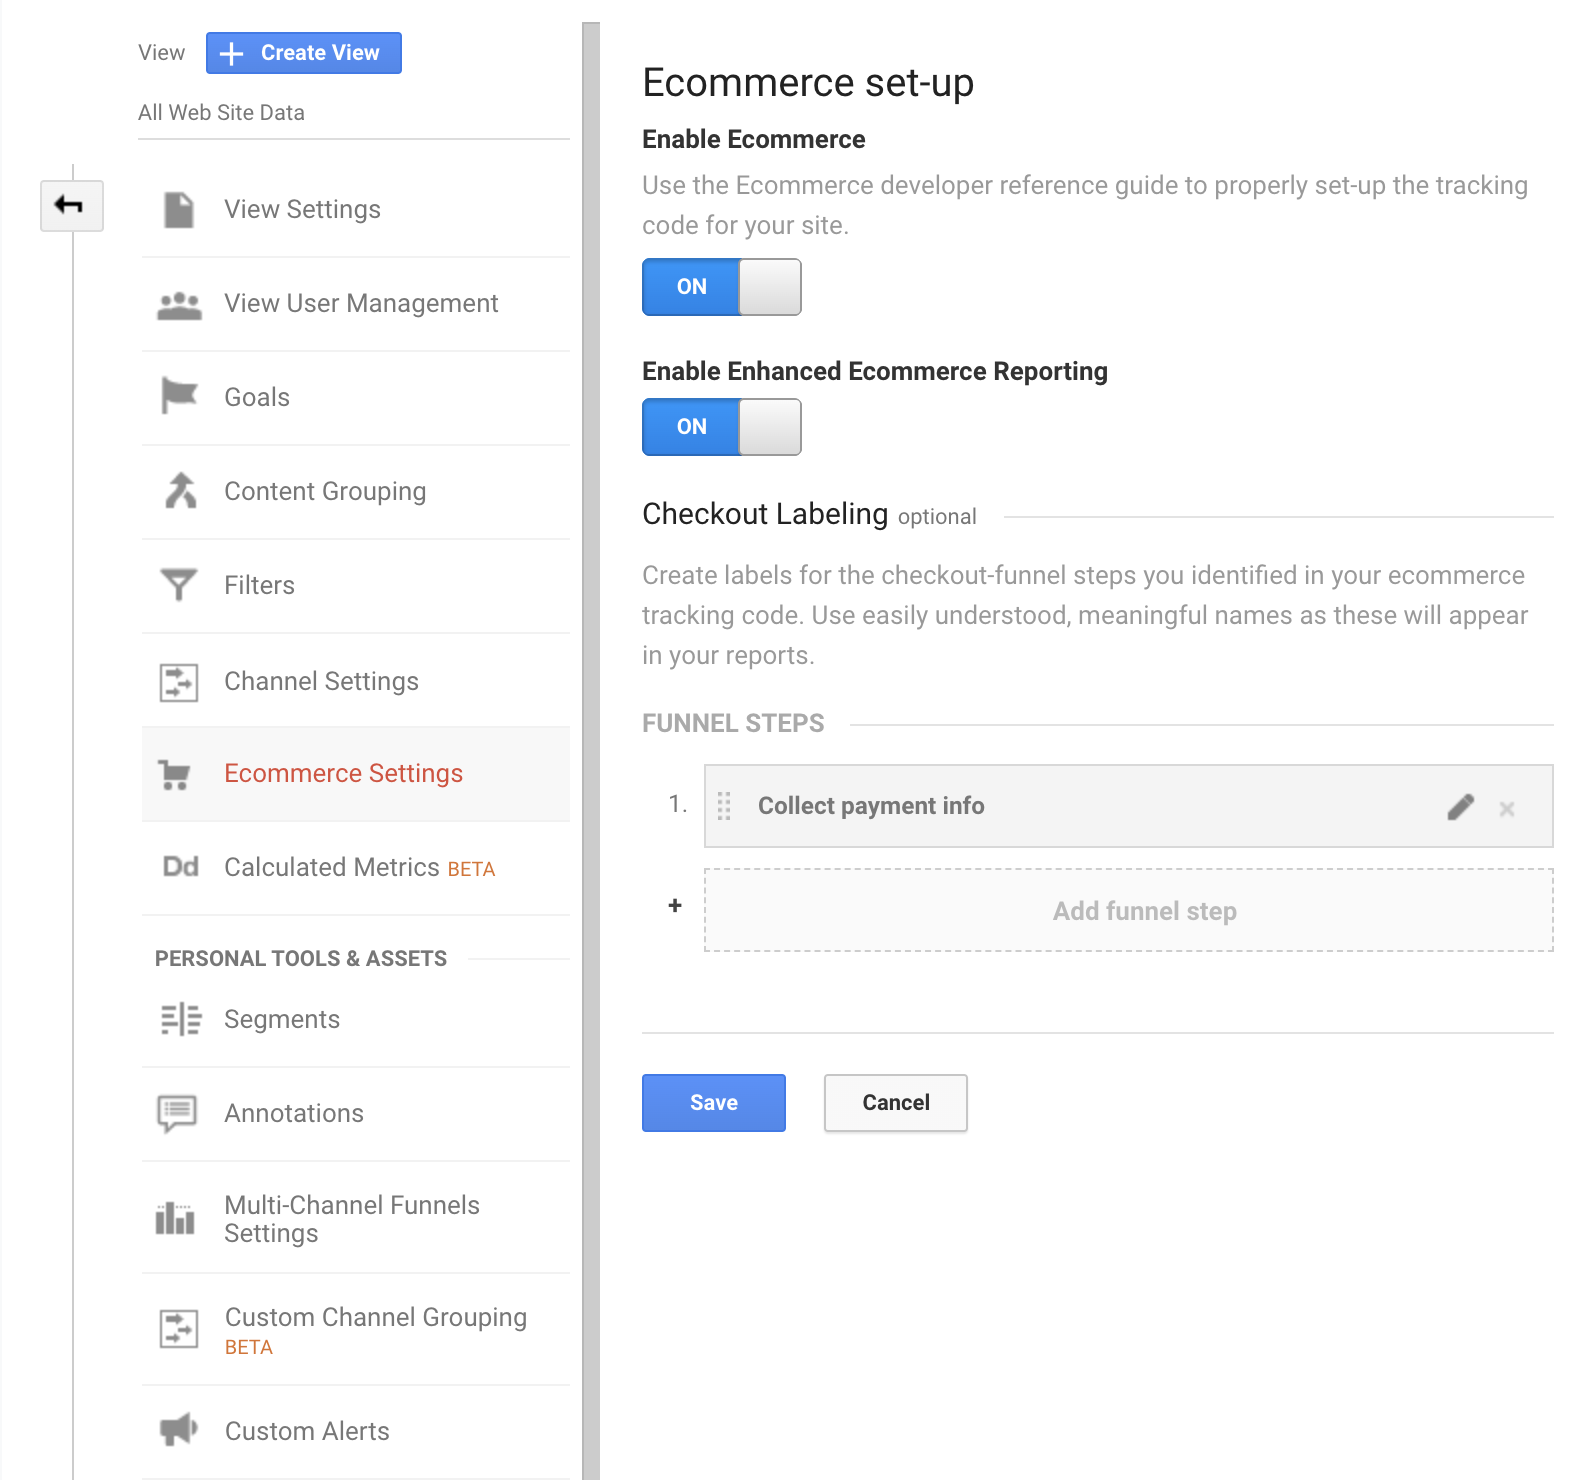 View
Create View
All Web Site Data
View Settings
View User Management
Goals
Content Grouping
Filters
Channel Settings
Ecommerce Settings
Dd Calculated Metrics BETA
PERSONAL TOOLS & ASSETS
Segments
Annotations
Multi-Channel Funnels
Settings
Custom Channel Grouping
BETA
Custom Alerts
Ecommerce set-up
Enable Ecommerce
Use the Ecommerce developer reference guide to properly set-up the tracking
code for your site.
ON
Enable Enhanced Ecommerce Reporting
ON
Checkout Labeling optional
Create labels for the checkout-funnel steps you identified in your ecommerce
tracking code. Use easily understood, meaningful names as these will appear
in your reports.
FUNNEL STEPS
1. Collect payment info
+ Add funnel step
Save
Cancel